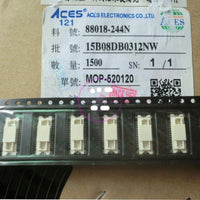 ACES
ACES ELECTRONICS CO., LTD.
121
料號: 88018-244N
批號: 15B08DB0312NW
數量: 1500 SN: 1 / 1
單號: MOP-520120